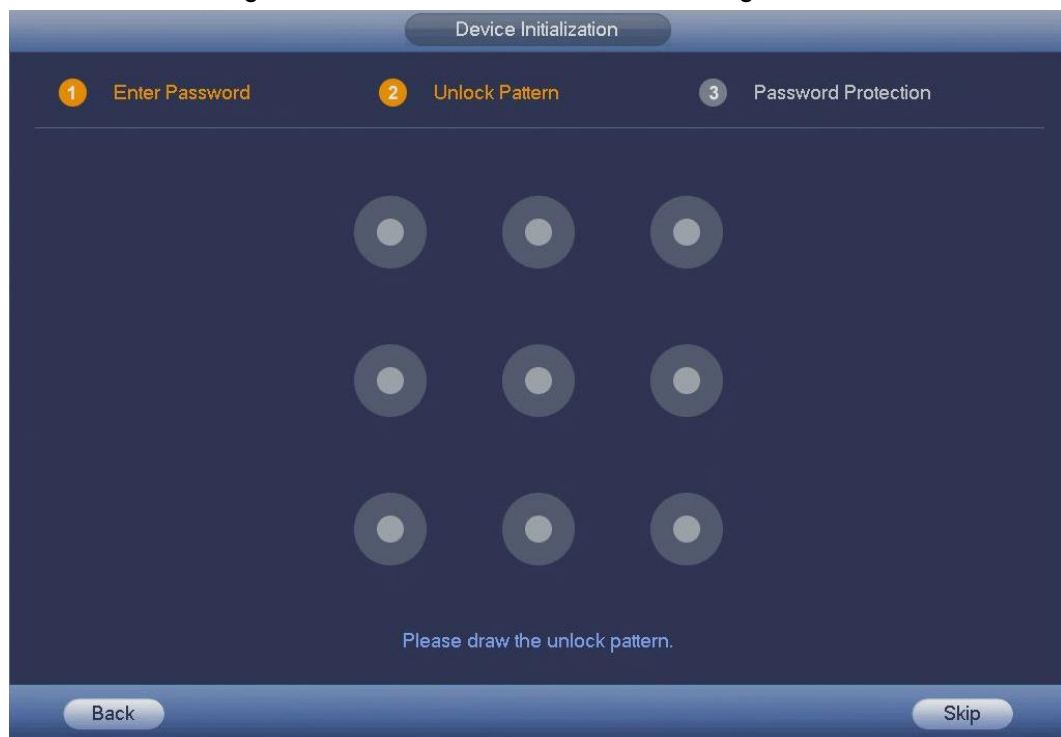 Device Initialization
1 Enter Password 2 Unlock Pattern 3 Password Protection
Please draw the unlock pattern.
Back Skip